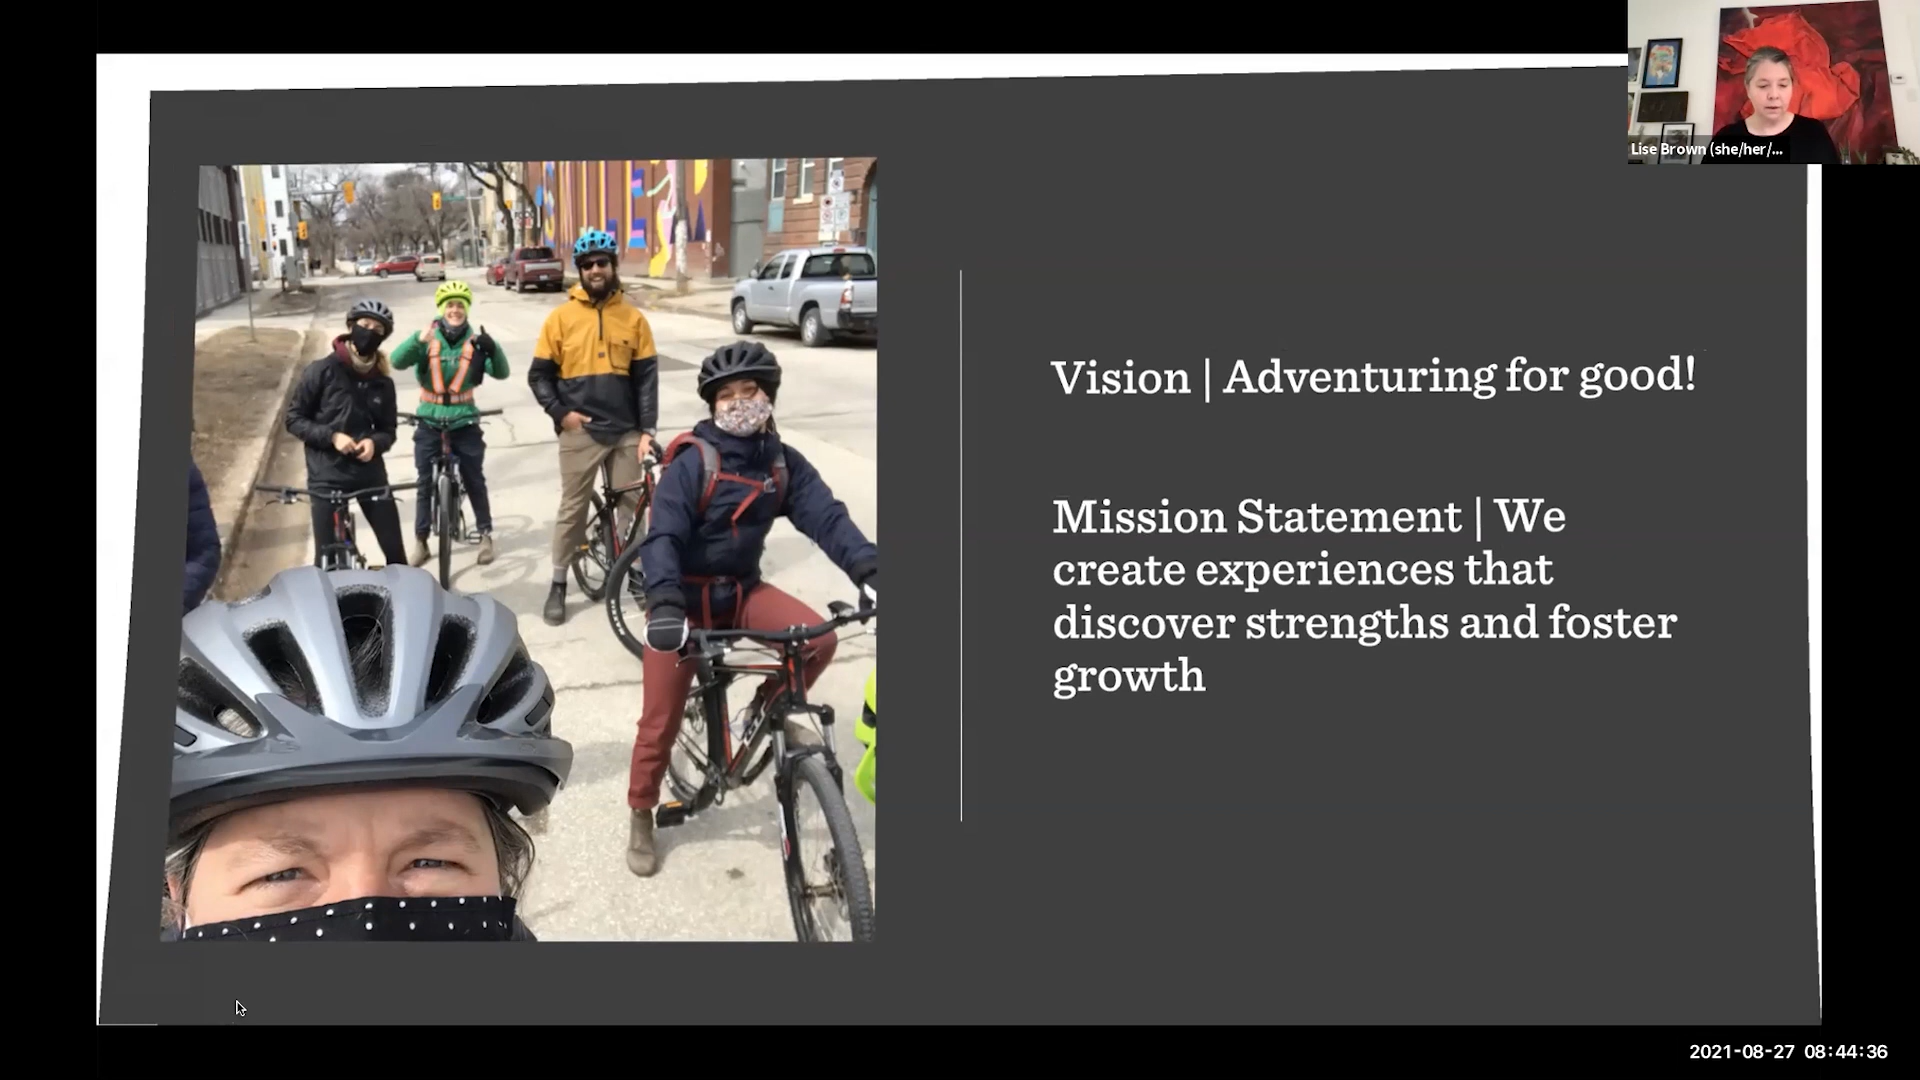 Lise Brown (she/her/...
Vision | Adventuring for good!
Mission Statement | We
create experiences that
discover strengths and foster
growth
2021-08-27 08:44:36